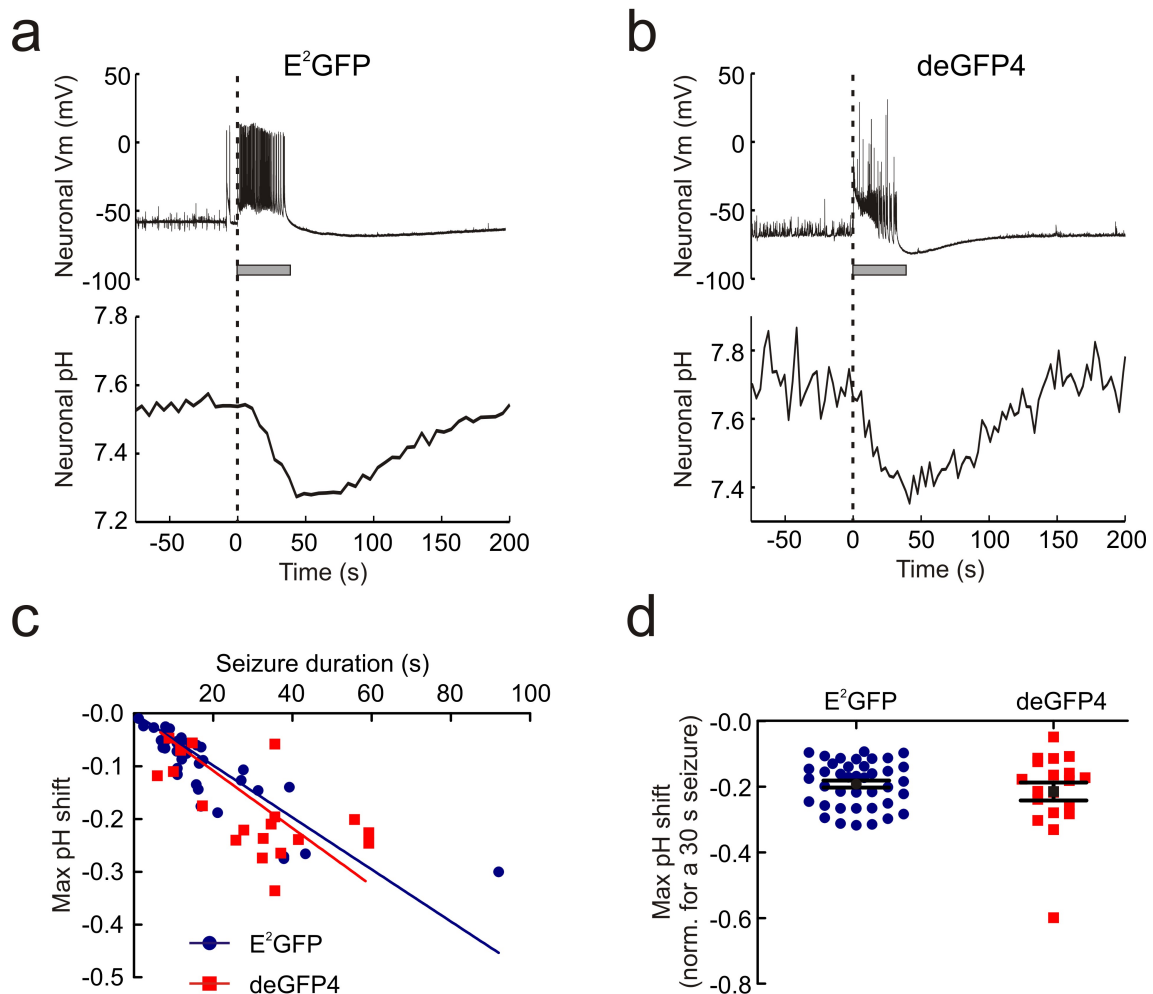 a
E²GFP
50
0
-50
-100
Neuronal Vm (mV)
7.8
7.6
7.4
7.2
Neuronal pH
-50 0 50 100 150 200
Time (s)
b
deGFP4
50
0
-50
-100
Neuronal Vm (mV)
7.8
7.6
7.4
Neuronal pH
-50 0 50 100 150 200
Time (s)
c
Seizure duration (s)
20 40 60 80 100
-0.0
-0.1
-0.2
-0.3
-0.4
-0.5
Max pH shift
E²GFP
deGFP4
d
E²GFP deGFP4
-0.0
-0.2
-0.4
-0.6
-0.8
Max pH shift
(norm. for a 30 s seizure)